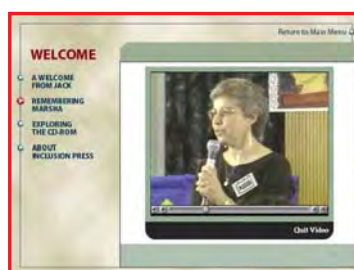 Return to Main Menu
WELCOME
A WELCOME
FROM JACK
REMEMBERING
MARSHA
EXPLORING
THE CD-ROM
ABOUT
INCLUSION PRESS
Quit Video